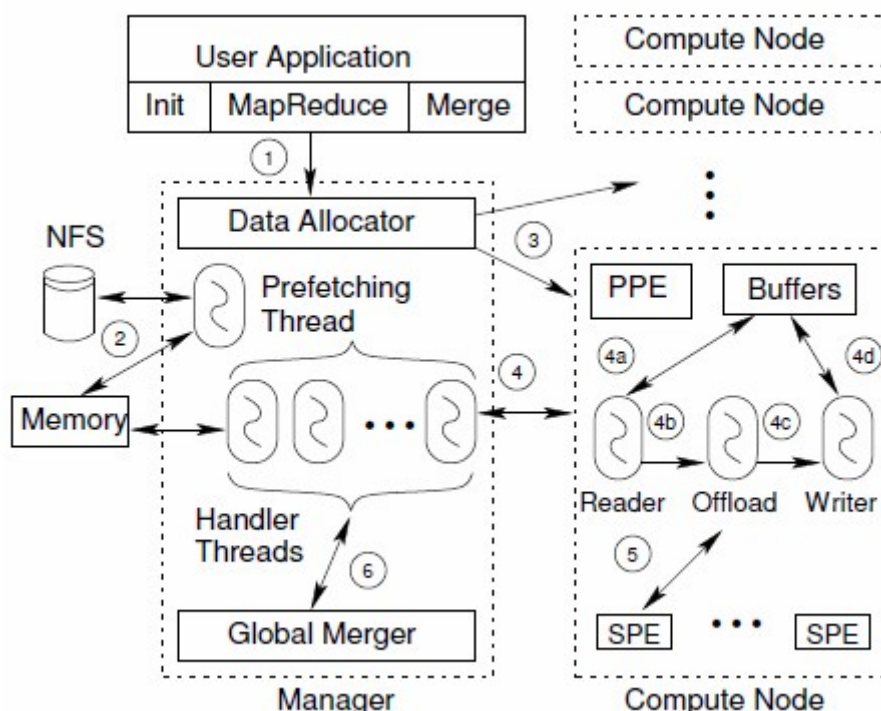 User Application
Init MapReduce Merge
1
Data Allocator
NFS
Prefetching
Thread
2
Memory
Handler
Threads
6
Global Merger
Manager
Compute Node
Compute Node
3
PPE Buffers
4
4a 4d
4b 4c
Reader Offload Writer
5
SPE SPE
Compute Node